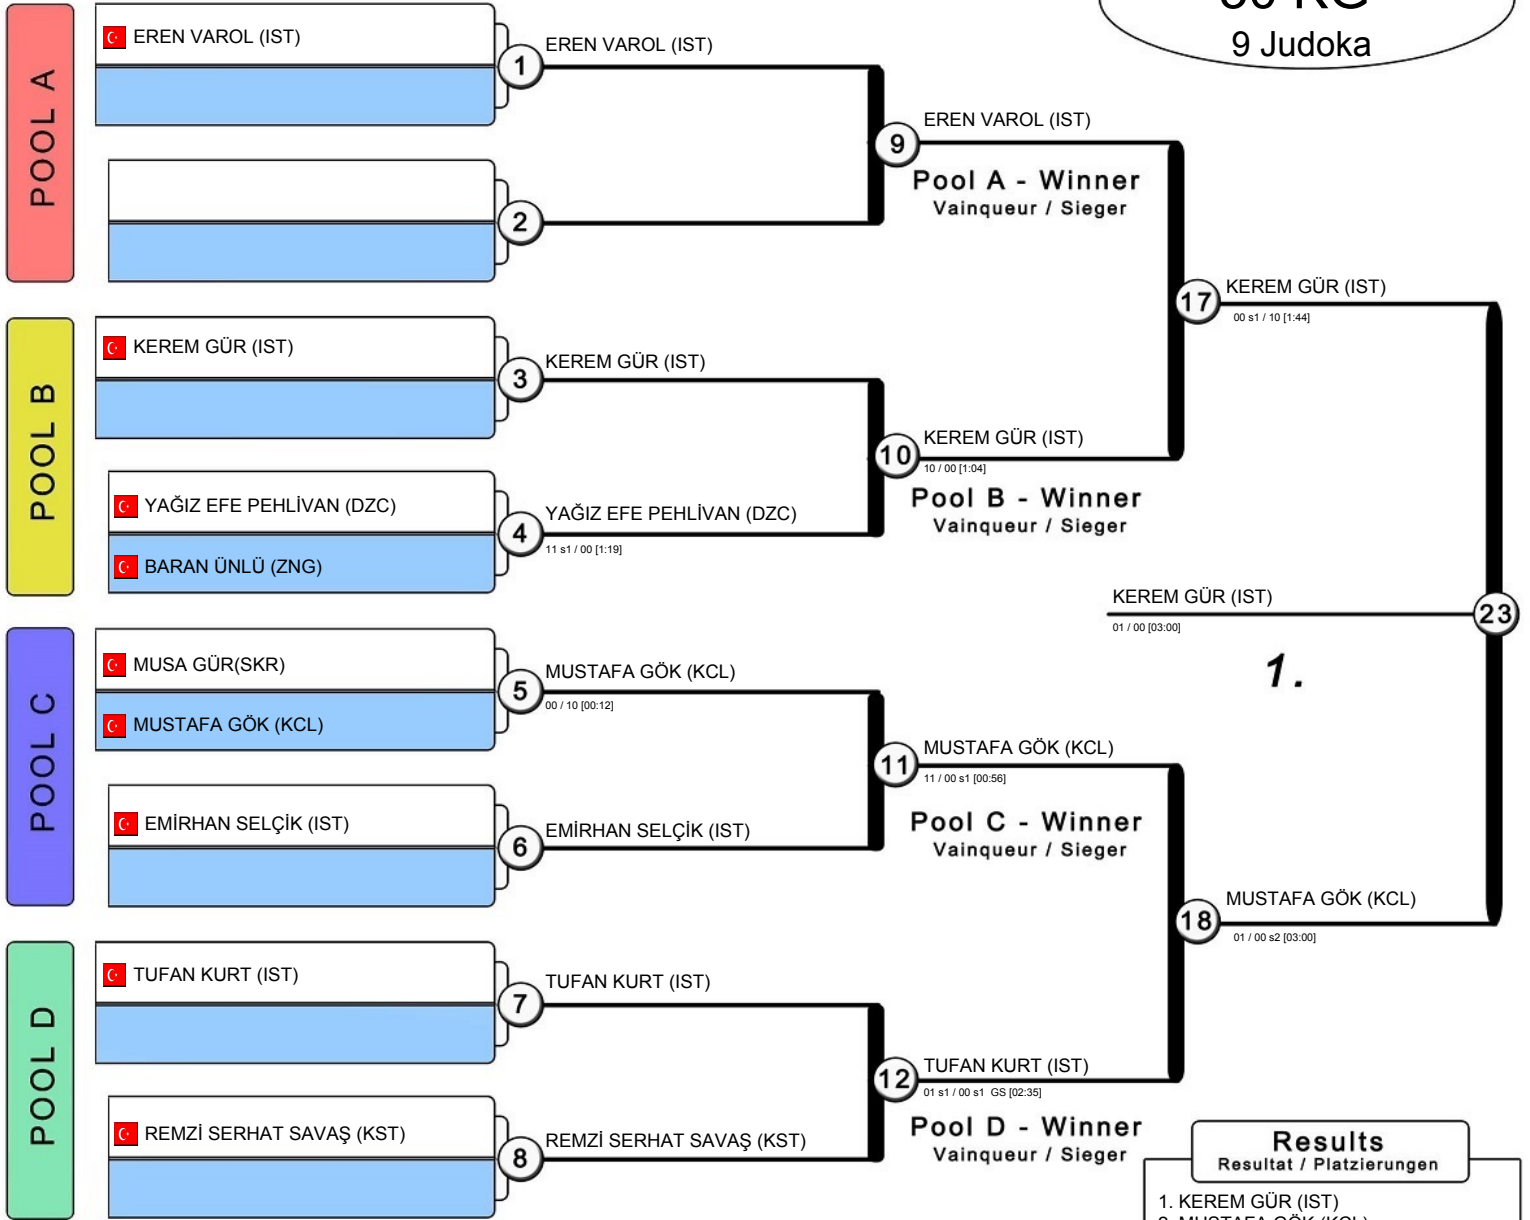 KG
9 Judoka
POOL A
EREN VAROL (IST)
1
EREN VAROL (IST)
2
9
EREN VAROL (IST)
Pool A - Winner
Vainqueur / Sieger
POOL B
KEREM GÜR (IST)
3
KEREM GÜR (IST)
YAĞIZ EFE PEHLİVAN (DZC)
BARAN ÜNLÜ (ZNG)
4
YAĞIZ EFE PEHLİVAN (DZC)
11 s1 / 00 [1:19]
10
KEREM GÜR (IST)
10 / 00 [1:04]
Pool B - Winner
Vainqueur / Sieger
17
KEREM GÜR (IST)
00 s1 / 10 [1:44]
KEREM GÜR (IST)
01 / 00 [03:00]
23
1.
POOL C
MUSA GÜR(SKR)
MUSTAFA GÖK (KCL)
5
MUSTAFA GÖK (KCL)
00 / 10 [00:12]
EMİRHAN SELÇİK (IST)
6
EMİRHAN SELÇİK (IST)
11
MUSTAFA GÖK (KCL)
11 / 00 s1 [00:56]
Pool C - Winner
Vainqueur / Sieger
18
MUSTAFA GÖK (KCL)
01 / 00 s2 [03:00]
POOL D
TUFAN KURT (IST)
7
TUFAN KURT (IST)
REMZİ SERHAT SAVAŞ (KST)
8
REMZİ SERHAT SAVAŞ (KST)
12
TUFAN KURT (IST)
01 s1 / 00 s1 GS [02:35]
Pool D - Winner
Vainqueur / Sieger
Results
Resultat / Platzierungen
1. KEREM GÜR (IST)
2. MUSTAFA GÖK (KCL)